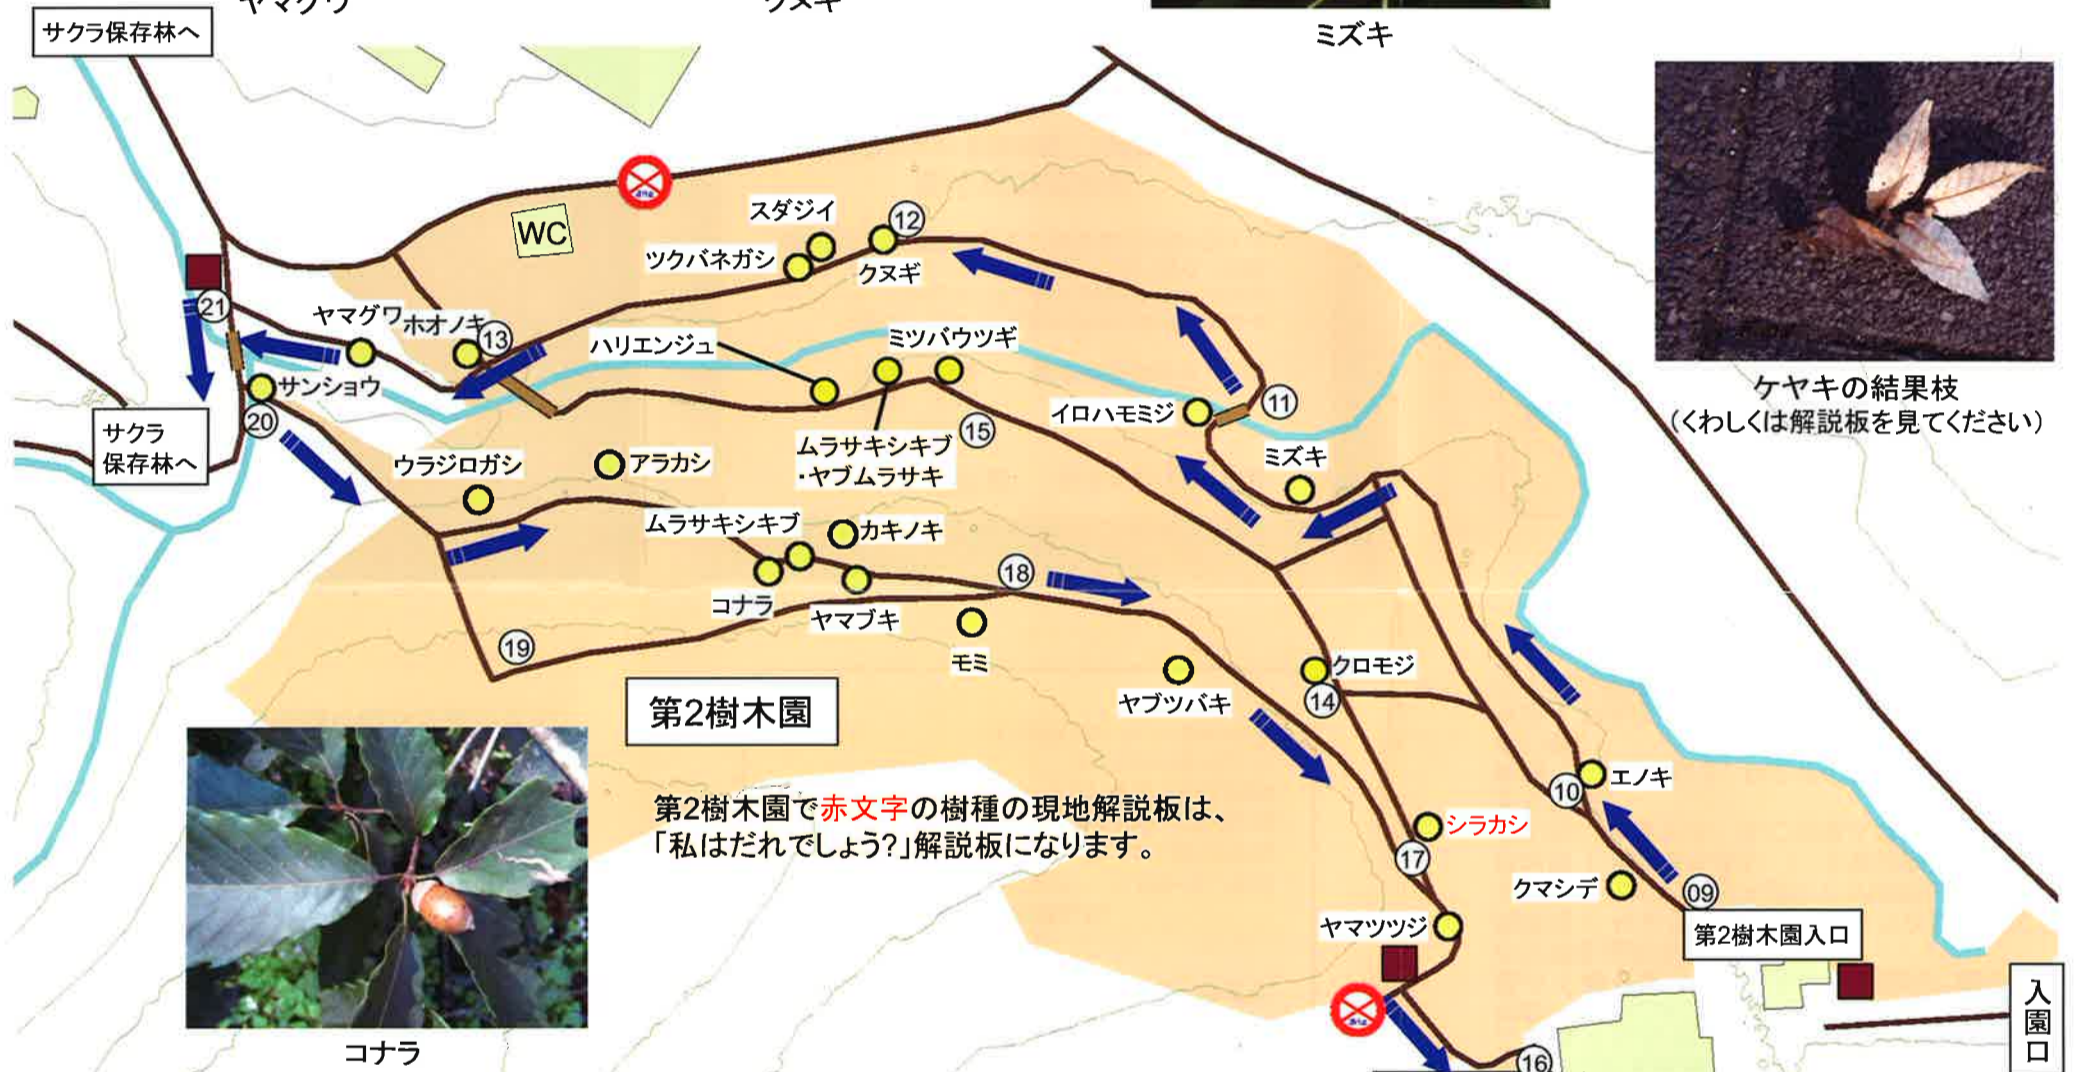 ヤマグワ
クヌギ
ミズキ
サクラ保存林へ
ケヤキの結果枝
（くわしくは解説板を見てください）
WC
スダジイ
12
ツクバネガシ
クヌギ
21
ヤマグワ
ホオノキ
13
ハリエンジュ
ミツバウツギ
サンショウ
20
イロハモミジ
11
サクラ
保存林へ
15
ムラサキシキブ
・ヤブムラサキ
ウラジロガシ
アラカシ
ミズキ
ムラサキシキブ
カキノキ
18
コナラ
ヤマブキ
19
モミ
クロモジ
14
ヤブツバキ
第2樹木園
エノキ
10
第2樹木園で赤文字の樹種の現地解説板は、
「私はだれでしょう?」解説板になります。
シラカシ
17
クマシデ
09
ヤマツツジ
第2樹木園入口
入園口
16
コナラ